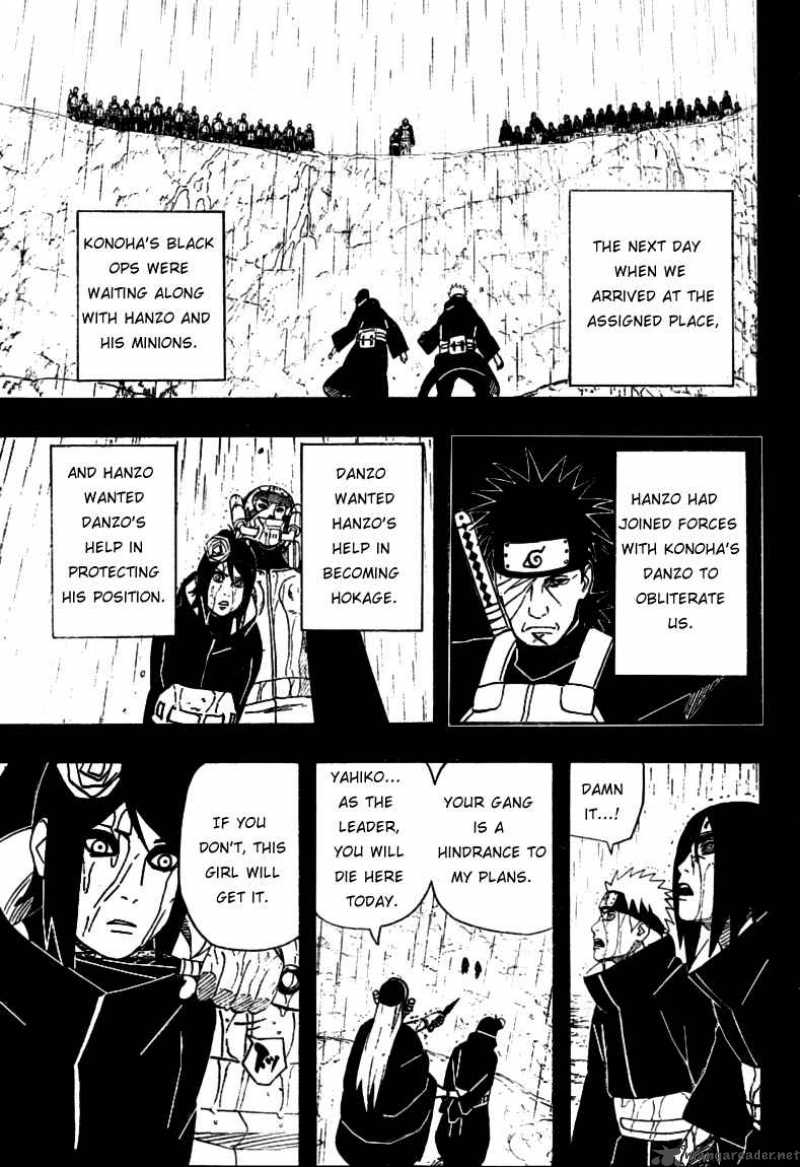 THE NEXT DAY
WHEN WE
ARRIVED AT THE
ASSIGNED PLACE,
KONOHA'S BLACK
OPS WERE
WAITING ALONG
WITH HANZO AND
HIS MINIONS.
HANZO HAD
JOINED FORCES
WITH KONOHA'S
DANZO TO
OBLITERATE
US.
DANZO
WANTED
HANZO'S
HELP IN
BECOMING
HOKAGE.
AND HANZO
WANTED
DANZO'S
HELP IN
PROTECTING
HIS POSITION.
DAMN
IT...!
YOUR GANG
IS A
HINDRANCE TO
MY PLANS.
YAHIKO...
AS THE
LEADER,
YOU WILL
DIE HERE
TODAY.
IF YOU
DON'T, THIS
GIRL WILL
GET IT.
mangareader.net